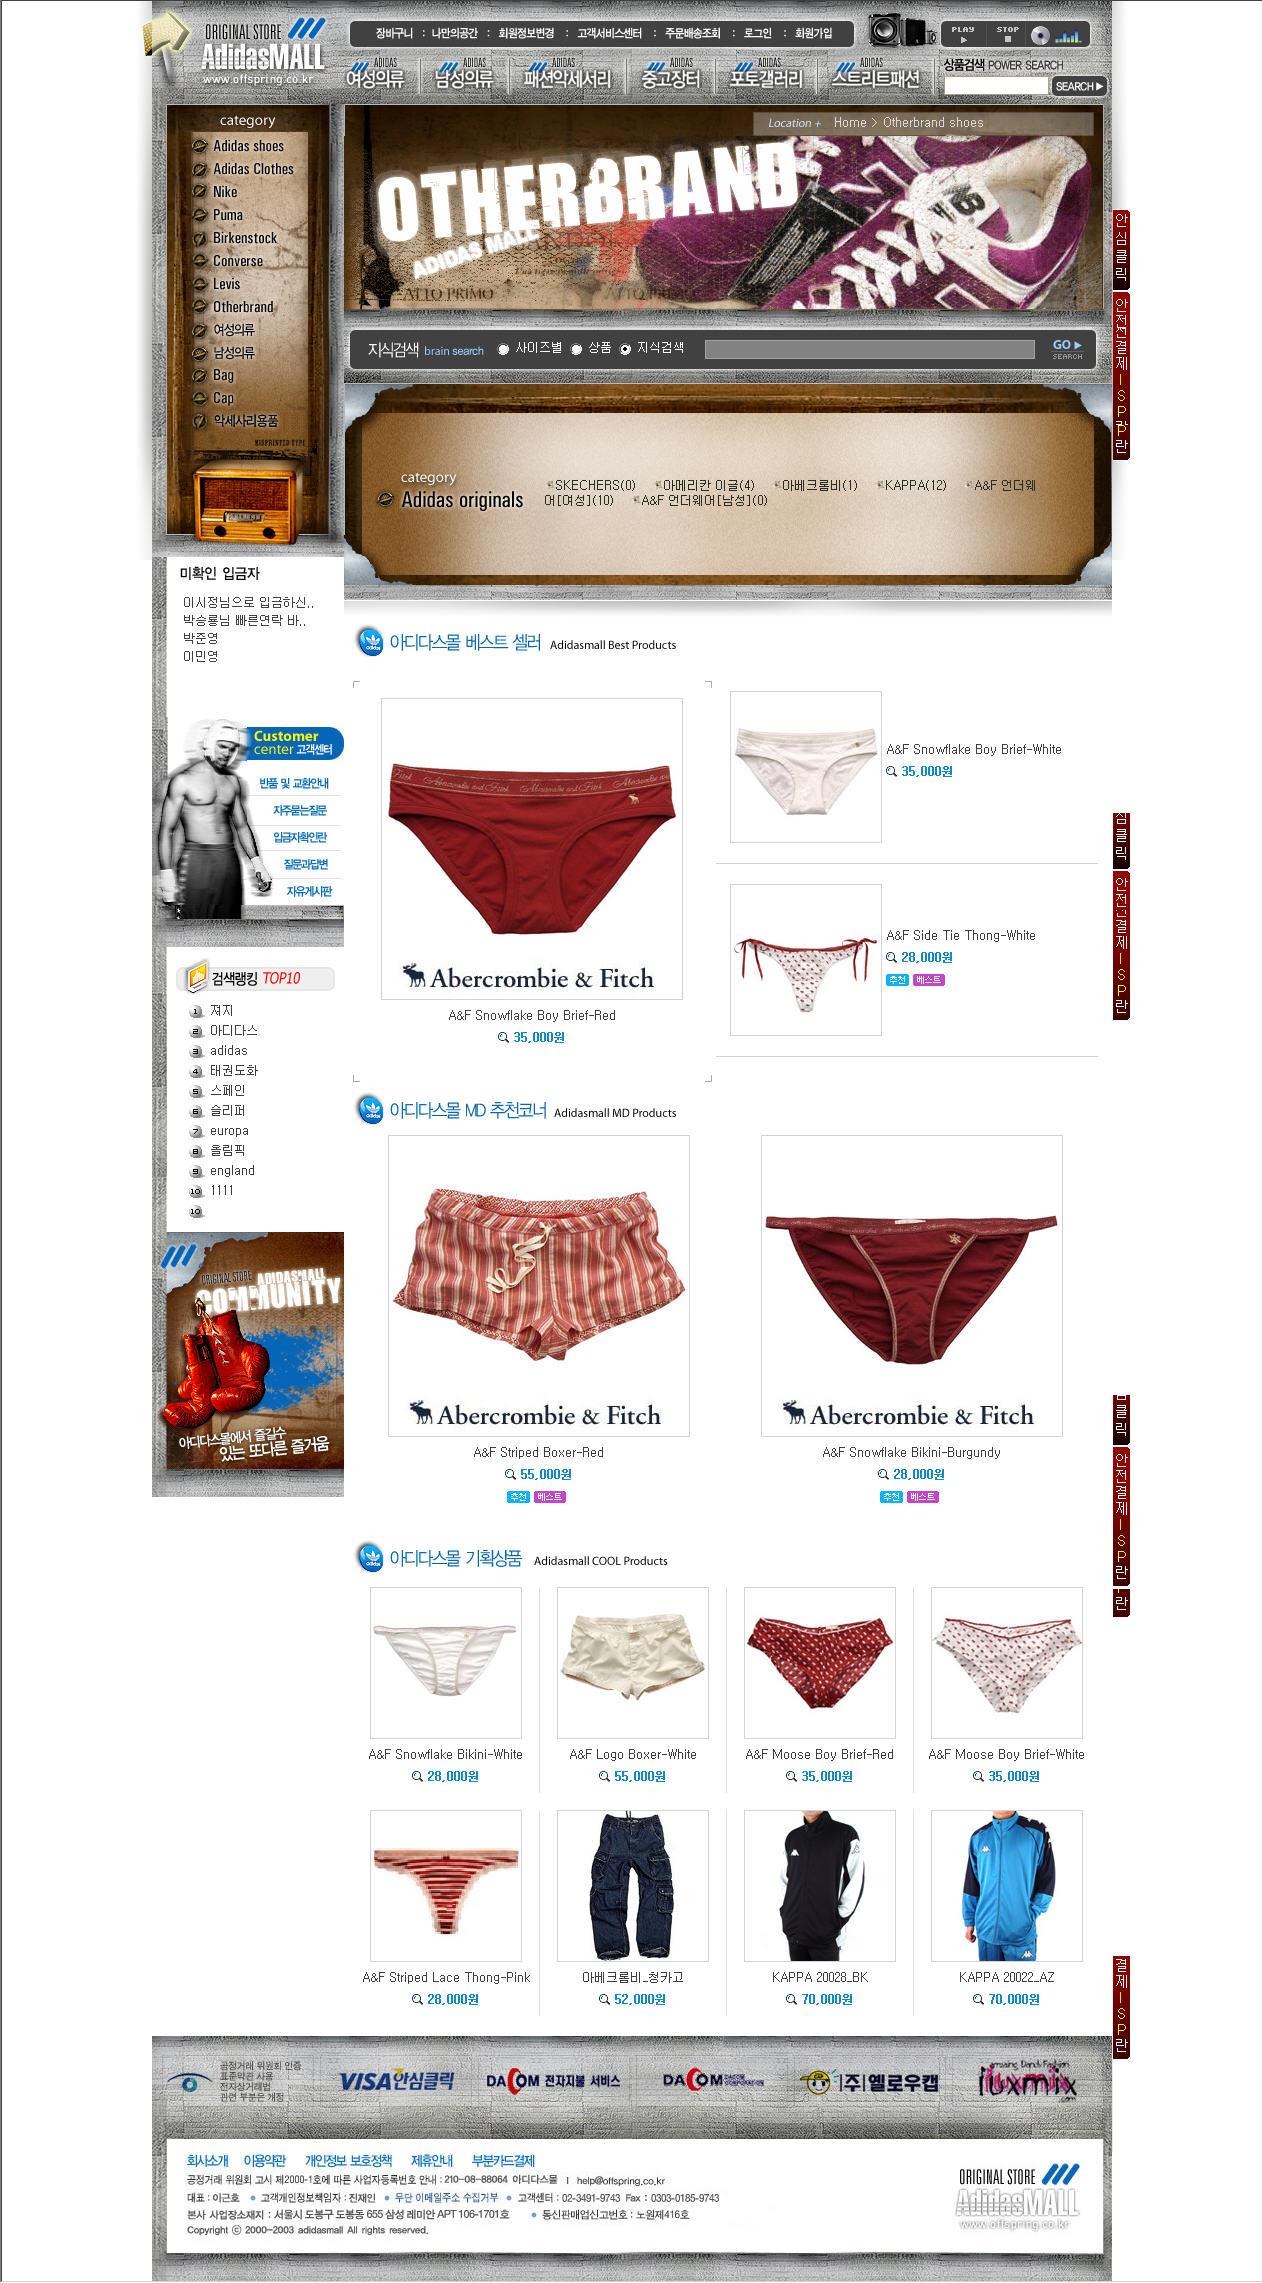 ORIGINAL STORE
AdidasMALL
www.offspring.co.kr
장바구니 : 나만의공간 : 회원정보변경 : 고객서비스센터 : 주문배송조회 : 로그인 : 회원가입
PLAY STOP
ADIDAS ADIDAS ADIDAS ADIDAS ADIDAS ADIDAS
여성의류 남성의류 패션악세서리 중고장터 포토갤러리 스트리트패션
상품검색 POWER SEARCH
SEARCH
category
Adidas shoes
Adidas Clothes
Nike
Puma
Birkenstock
Converse
Levis
Otherbrand
여성의류
남성의류
Bag
Cap
악세사리용품
MISPRINTED TYPE
Location + Home > Otherbrand shoes
OTHERBRAND
ADIDAS MALL
지식검색 brain search 사이즈별 상품 지식검색 GO
SEARCH
category
Adidas originals
SKECHERS(0) 아메리칸 이글(4) 아베크롬비(1) KAPPA(12) A&F 언더웨
어[여성](10) A&F 언더웨어[남성](0)
안심클릭
안전결제ISP란
미확인 입금자
이시정님으로 입금하신..
박승룡님 빠른연락 바..
박준영
이민영
Customer
center 고객센터
반품 및 교환안내
자주묻는질문
입금자확인란
질문과답변
자유게시판
검색랭킹 TOP10
1 져지
2 아디다스
3 adidas
4 태권도화
5 스페인
6 슬리퍼
7 europa
8 올림픽
9 england
10 1111
10
ORIGINAL STORE ADIDASMALL
COMMUNITY
아디다스몰에서 즐길수
있는 또다른 즐거움
아디다스몰 베스트 셀러 Adidasmall Best Products
Abercrombie & Fitch
A&F Snowflake Boy Brief-Red
35,000원
A&F Snowflake Boy Brief-White
35,000원
A&F Side Tie Thong-White
28,000원
추천 베스트
아디다스몰 MD 추천코너 Adidasmall MD Products
Abercrombie & Fitch Abercrombie & Fitch
A&F Striped Boxer-Red A&F Snowflake Bikini-Burgundy
55,000원 28,000원
추천 베스트 추천 베스트
아디다스몰 기획상품 Adidasmall COOL Products
A&F Snowflake Bikini-White A&F Logo Boxer-White A&F Moose Boy Brief-Red A&F Moose Boy Brief-White
28,000원 55,000원 35,000원 35,000원
A&F Striped Lace Thong-Pink 아베크롬비_청카고 KAPPA 20028_BK KAPPA 20022_AZ
28,000원 52,000원 70,000원 70,000원
공정거래 위원회 인증
표준약관 사용
전자상거래법
관련 부분은 개정
VISA안심클릭 DACOM 전자지불 서비스 DACOM (주)옐로우캡 iluxmix
회사소개 이용약관 개인정보 보호정책 제휴안내 부분카드결제
공정거래 위원회 고시 제2000-1호에 따른 사업자등록번호 안내 : 210-08-88064 아디다스몰 | help@offspring.co.kr
대표 : 이근호 고객개인정보책임자 : 진재인 무단 이메일주소 수집거부 고객센터 : 02-3491-9743 Fax : 0303-0185-9743
본사 사업장소재지 : 서울시 도봉구 도봉동 655 삼성 레미안 APT 106-1701호 통신판매업신고번호 : 노원제416호
Copyright ⓒ 2000-2003 adidasmall All rights reserved.
ORIGINAL STORE
AdidasMALL
www.offspring.co.kr